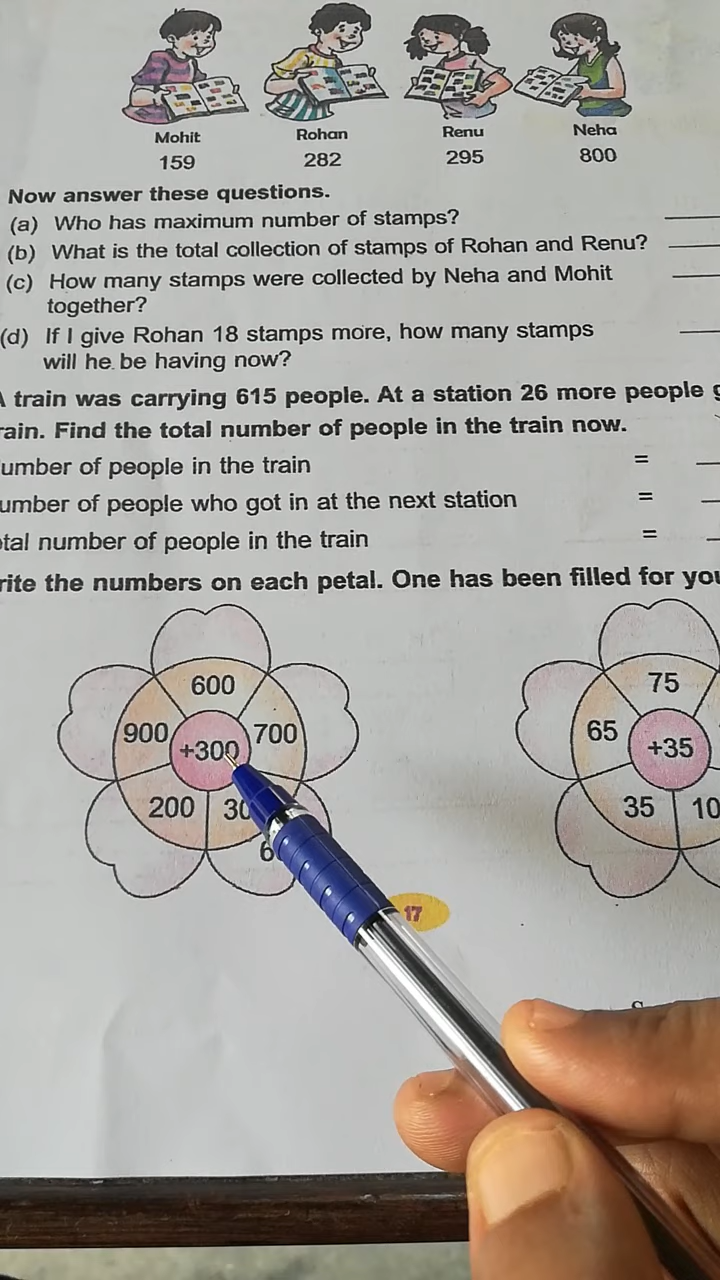 Mohit Rohan Renu Neha
159 282 295 800
Now answer these questions.
(a) Who has maximum number of stamps?
(b) What is the total collection of stamps of Rohan and Renu?
(c) How many stamps were collected by Neha and Mohit
together?
(d) If I give Rohan 18 stamps more, how many stamps
will he be having now?
train was carrying 615 people. At a station 26 more people
rain. Find the total number of people in the train now.
umber of people in the train =
umber of people who got in at the next station =
tal number of people in the train =
rite the numbers on each petal. One has been filled for you
600 75
900 +300 700 65 +35
200 30 35 10
6
17